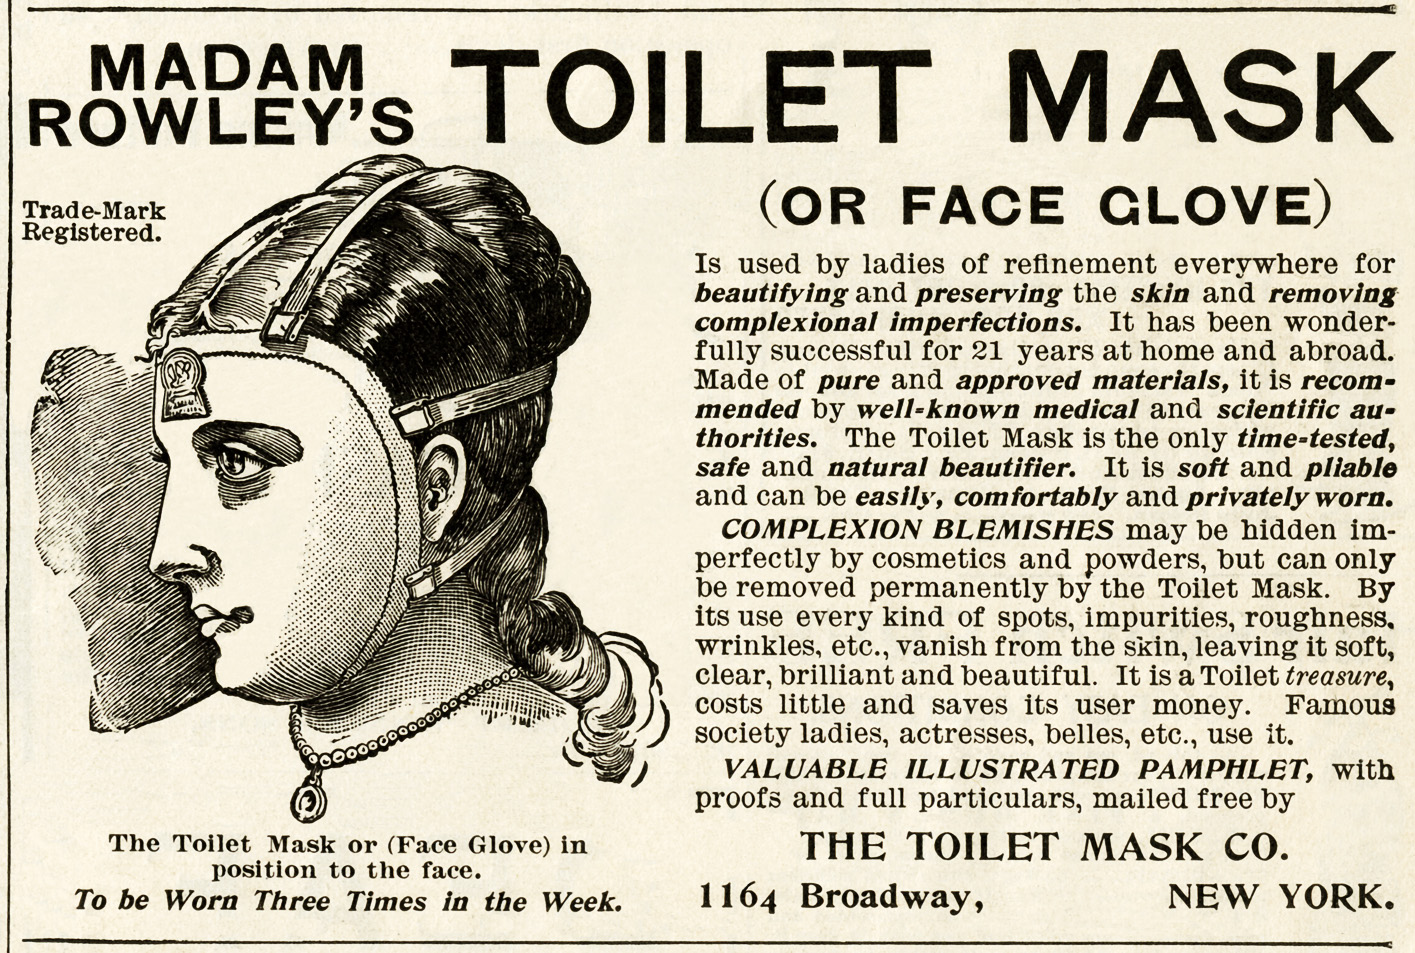 MADAM
ROWLEY'S
TOILET MASK
(OR FACE GLOVE)
Trade-Mark
Registered.
Is used by ladies of refinement everywhere for
beautifying and preserving the skin and removing
complexional imperfections. It has been wonder-
fully successful for 21 years at home and abroad.
Made of pure and approved materials, it is recom-
mended by well-known medical and scientific au-
thorities. The Toilet Mask is the only time-tested,
safe and natural beautifier. It is soft and pliable
and can be easily, comfortably and privately worn.
COMPLEXION BLEMISHES may be hidden im-
perfectly by cosmetics and powders, but can only
be removed permanently by the Toilet Mask. By
its use every kind of spots, impurities, roughness,
wrinkles, etc., vanish from the skin, leaving it soft,
clear, brilliant and beautiful. It is a Toilet treasure,
costs little and saves its user money. Famous
society ladies, actresses, belles, etc., use it.
VALUABLE ILLUSTRATED PAMPHLET, with
proofs and full particulars, mailed free by
THE TOILET MASK CO.
1164 Broadway, NEW YORK.
The Toilet Mask or (Face Glove) in
position to the face.
To be Worn Three Times in the Week.